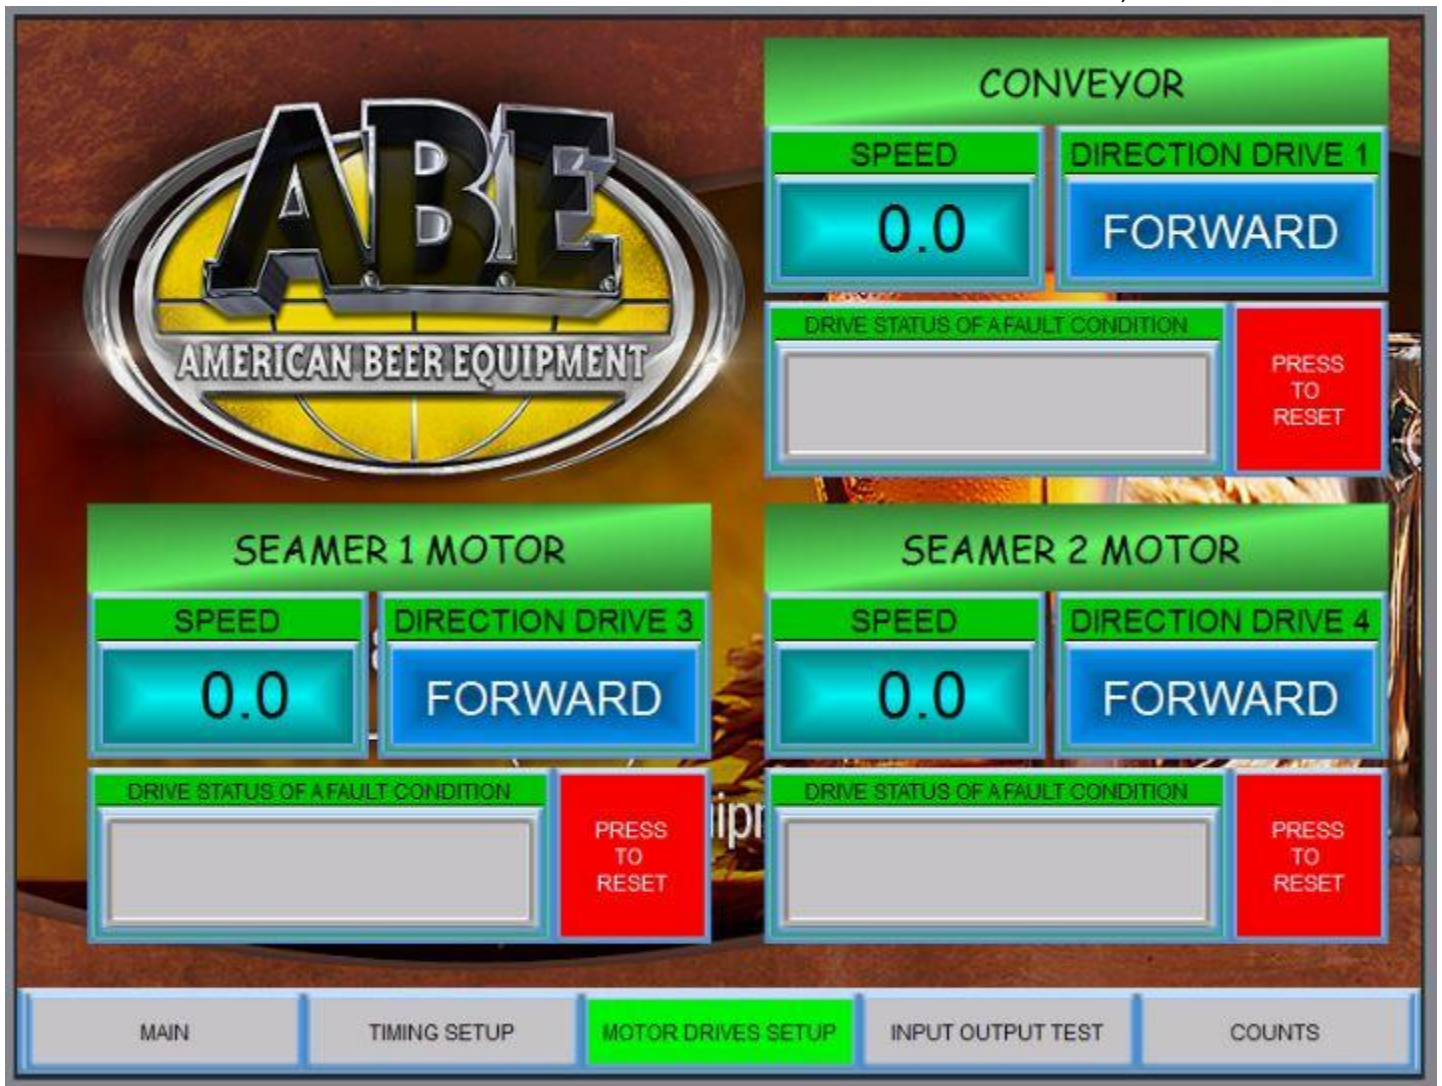 A.B.E.
AMERICAN BEER EQUIPMENT
CONVEYOR
SPEED
DIRECTION DRIVE 1
0.0
FORWARD
DRIVE STATUS OF A FAULT CONDITION
PRESS
TO
RESET
SEAMER 1 MOTOR
SPEED
DIRECTION DRIVE 3
0.0
FORWARD
DRIVE STATUS OF A FAULT CONDITION
PRESS
TO
RESET
SEAMER 2 MOTOR
SPEED
DIRECTION DRIVE 4
0.0
FORWARD
DRIVE STATUS OF A FAULT CONDITION
PRESS
TO
RESET
MAIN
TIMING SETUP
MOTOR DRIVES SETUP
INPUT OUTPUT TEST
COUNTS